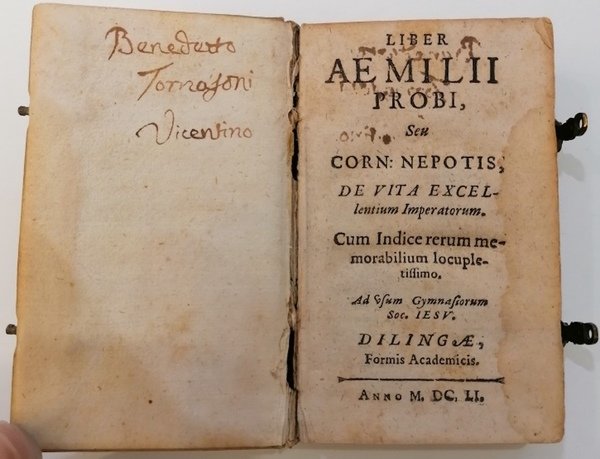 Benedetto
Tornasoni
Vicentino
LIBER
AEMILII
PROBI,
Seu
CORN: NEPOTIS,
DE VITA EXCEL-
lentium Imperatorum.
Cum Indice rerum me-
morabilium locuple-
tissimo.
Ad vsum Gymnasiorum
Soc. IESV.
DILINGÆ,
Formis Academicis.
ANNO M. DC. LI.